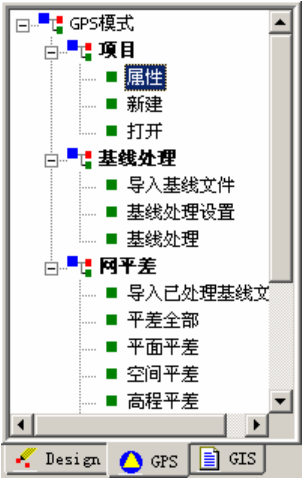 GPS模式
项目
属性
新建
打开
基线处理
导入基线文件
基线处理设置
基线处理
网平差
导入已处理基线文
平差全部
平面平差
空间平差
高程平差
Design GPS GIS